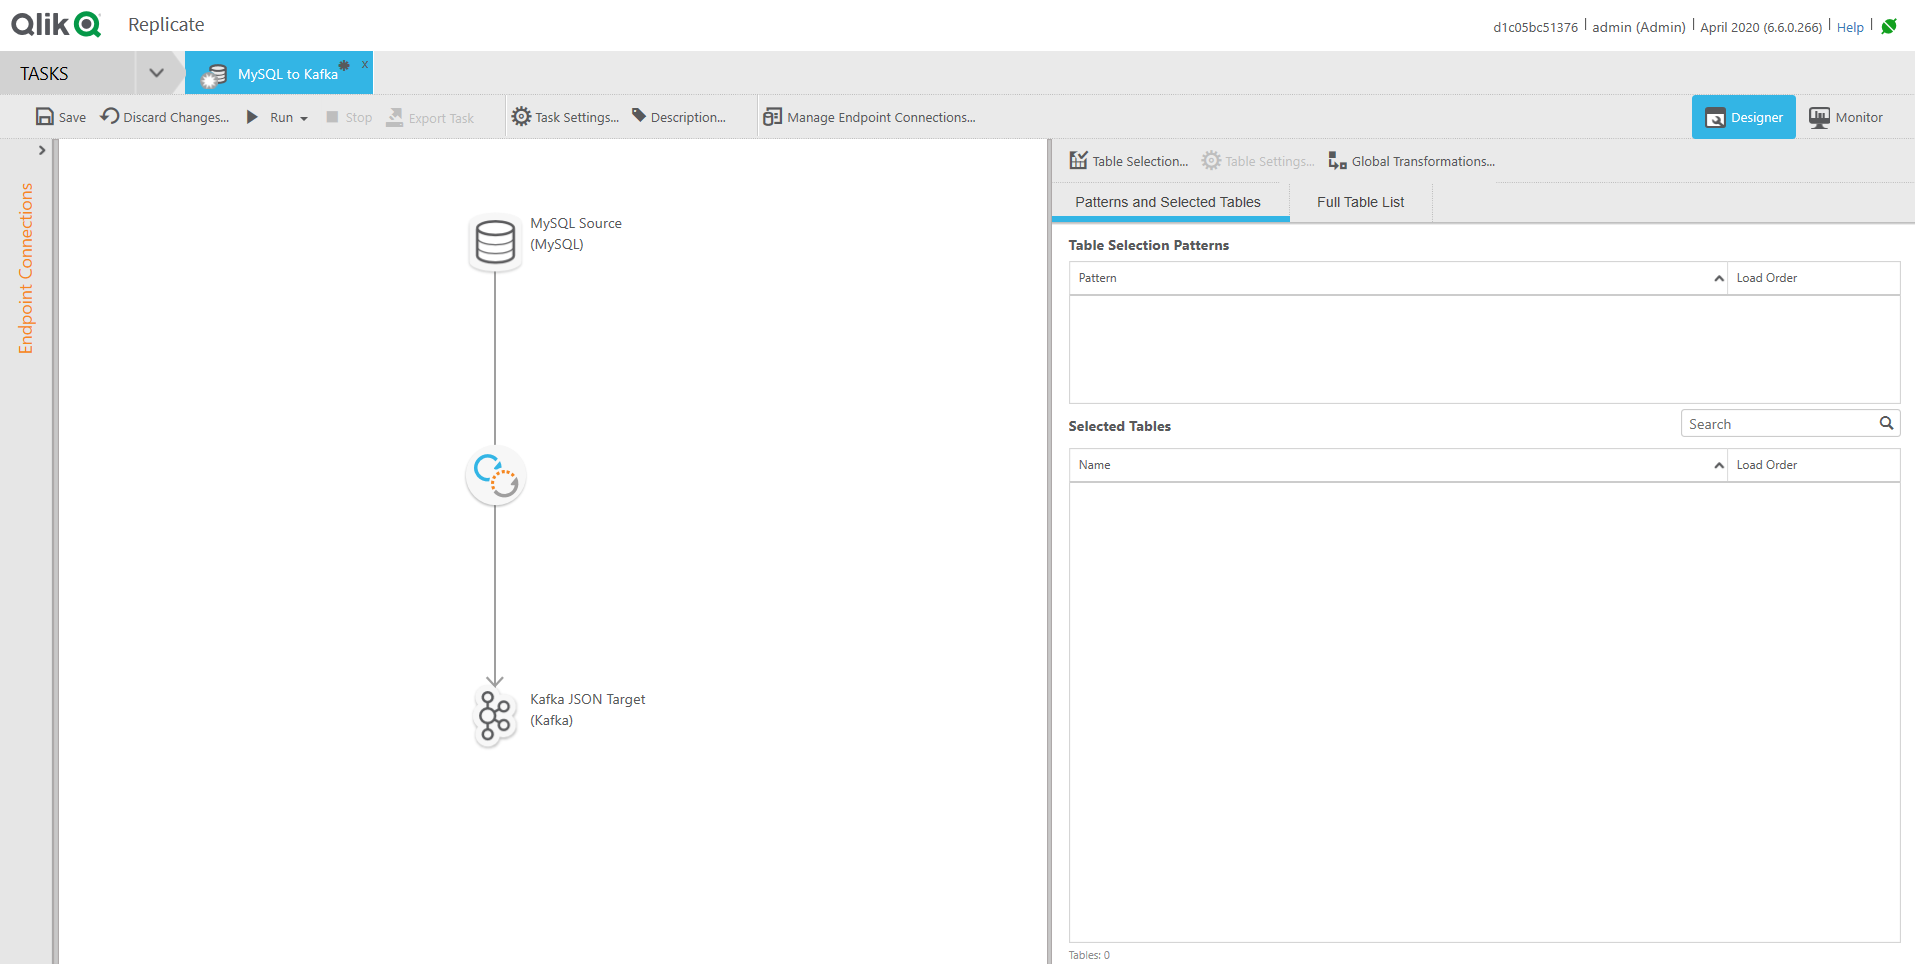 Qlik Replicate
d1c05bc51376 admin (Admin) April 2020 (6.6.0.266) Help
TASKS
MySQL to Kafka
x
Save Discard Changes... Run Stop Export Task Task Settings... Description... Manage Endpoint Connections... Designer Monitor
Endpoint Connections
MySQL Source
(MySQL)
Kafka JSON Target
(Kafka)
Table Selection... Table Settings... Global Transformations...
Patterns and Selected Tables Full Table List
Table Selection Patterns
Pattern Load Order
Selected Tables
Search
Name Load Order
Tables: 0